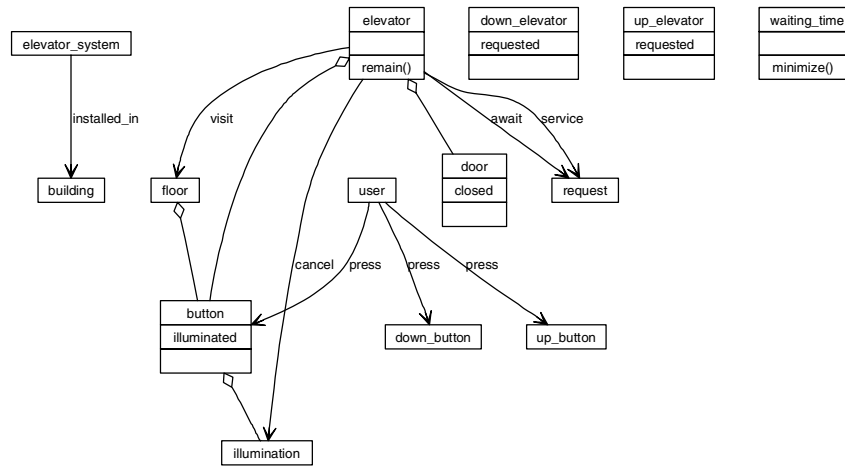 elevator
down_elevator
up_elevator
waiting_time
elevator_system
requested
requested
remain()
minimize()
installed_in
visit
await
service
door
building
floor
user
closed
request
cancel
press
press
press
button
illuminated
down_button
up_button
illumination